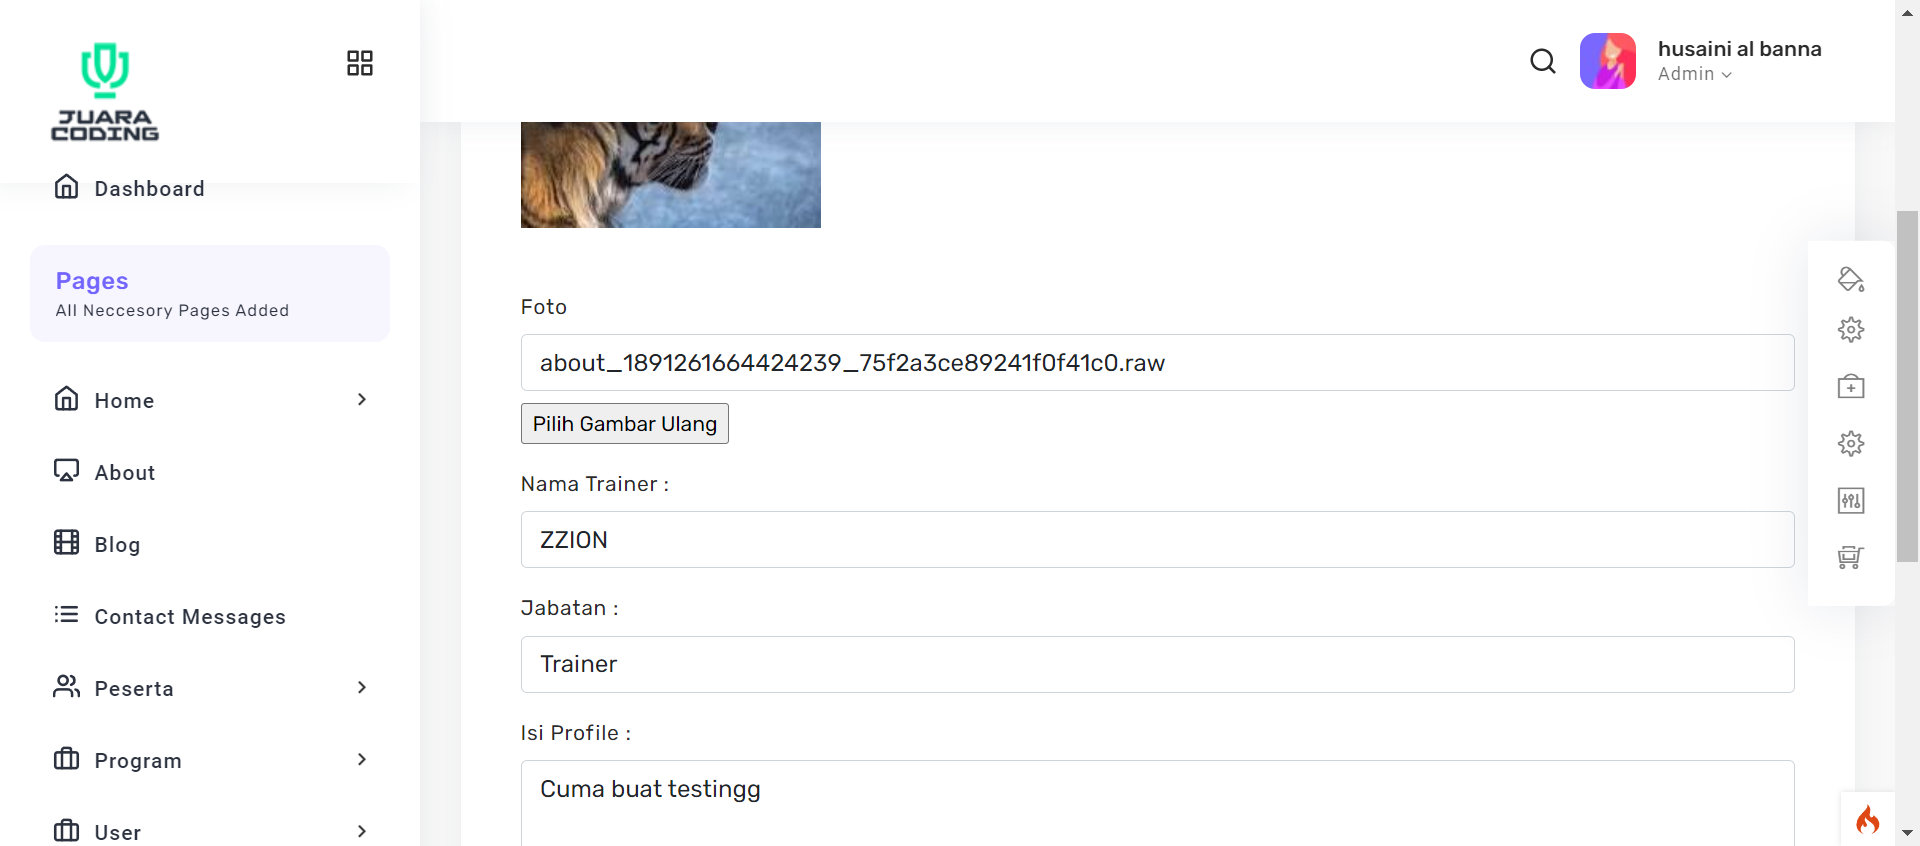 JUARA
CODING
husaini al banna
Admin
Dashboard
Pages
All Neccesory Pages Added
Home
About
Blog
Contact Messages
Peserta
Program
User
Foto
about_1891261664424239_75f2a3ce89241f0f41c0.raw
Pilih Gambar Ulang
Nama Trainer :
ZZION
Jabatan :
Trainer
Isi Profile :
Cuma buat testingg